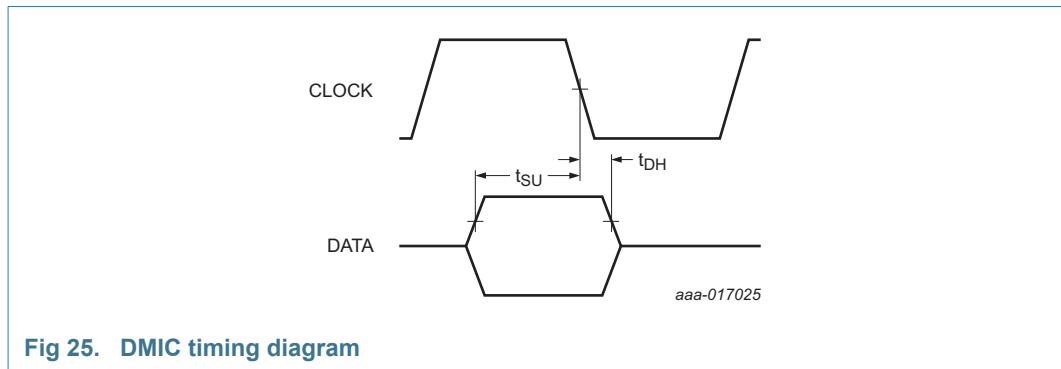 CLOCK
tDH
tSU
DATA
aaa-017025
Fig 25. DMIC timing diagram